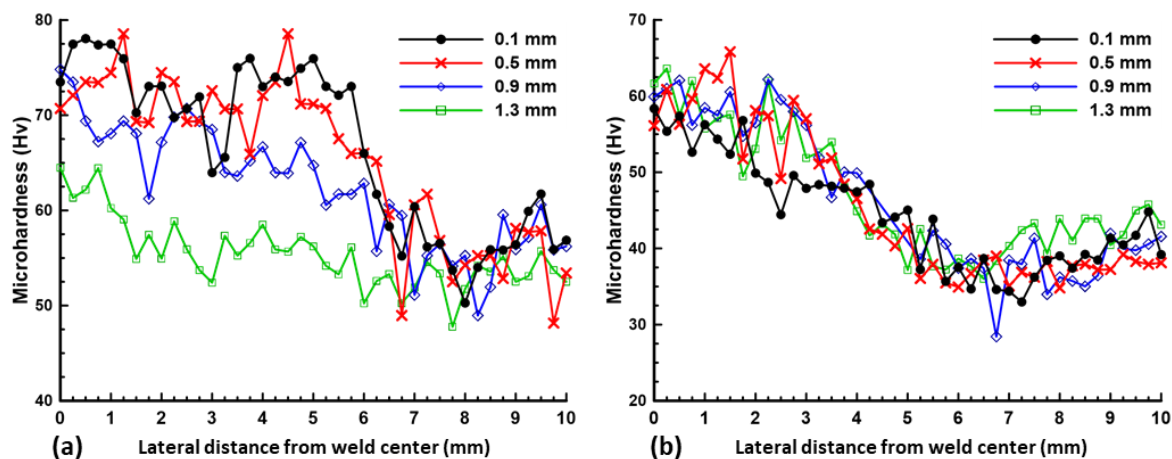 80
70
60
50
40
Microhardness (Hv)
0.1 mm
0.5 mm
0.9 mm
1.3 mm
0 1 2 3 4 5 6 7 8 9 10
(a) Lateral distance from weld center (mm)
70
60
50
40
30
20
Microhardness (Hv)
0.1 mm
0.5 mm
0.9 mm
1.3 mm
0 1 2 3 4 5 6 7 8 9 10
(b) Lateral distance from weld center (mm)